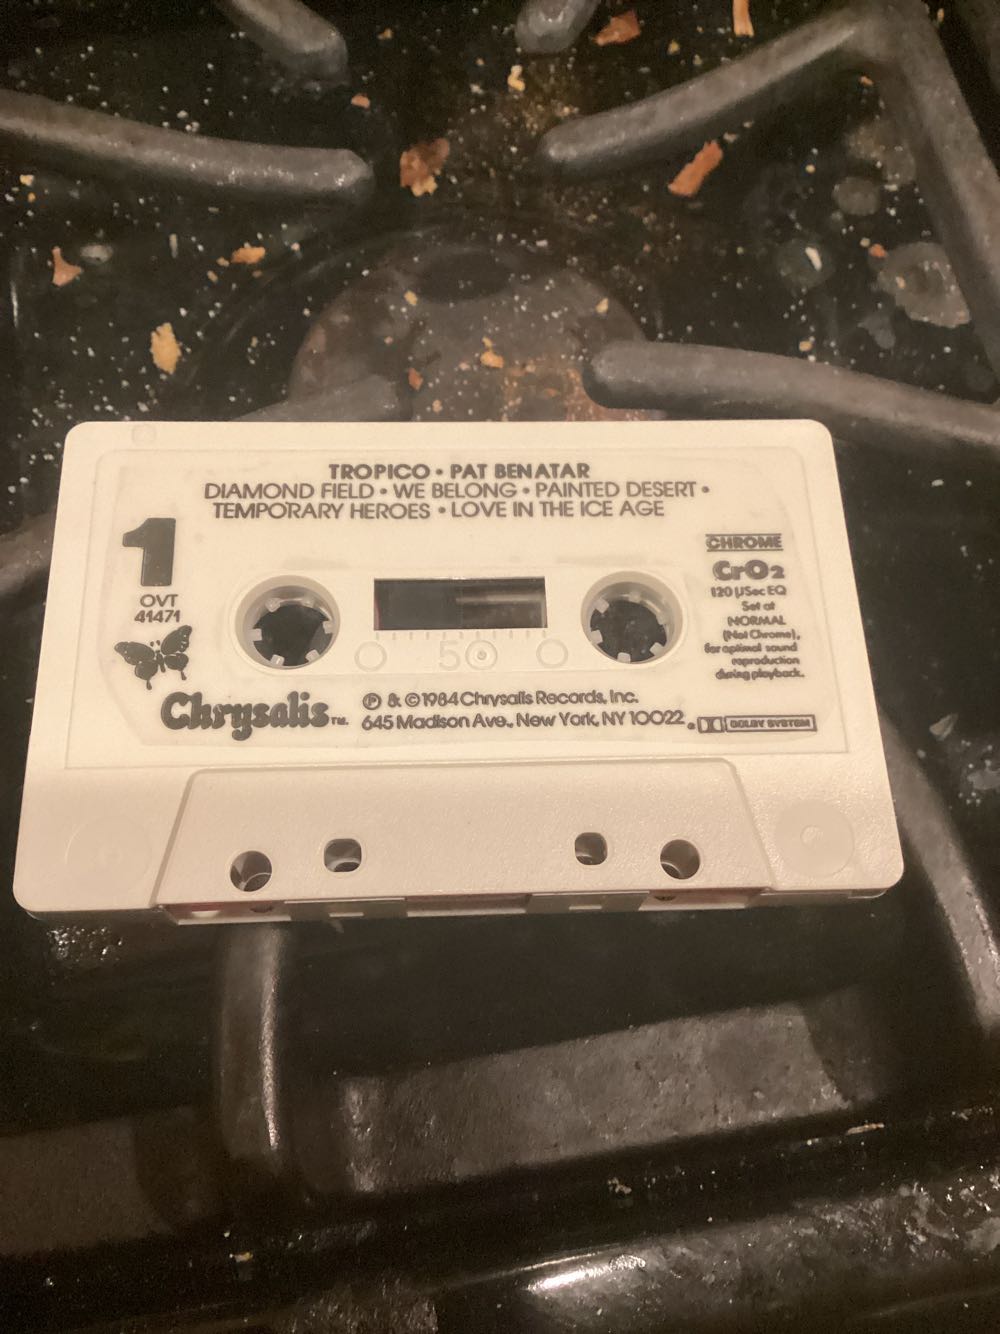 TROPICO • PAT BENATAR
DIAMOND FIELD • WE BELONG • PAINTED DESERT •
TEMPORARY HEROES • LOVE IN THE ICE AGE
1
OVT
41471
Chrysalis™
CHROME
CrO2
120 µSec EQ
Set at
NORMAL
(Not Chrome),
for optimal sound
reproduction
during playback.
50
℗ & © 1984 Chrysalis Records, Inc.
645 Madison Ave., New York, NY 10022.
DOLBY SYSTEM